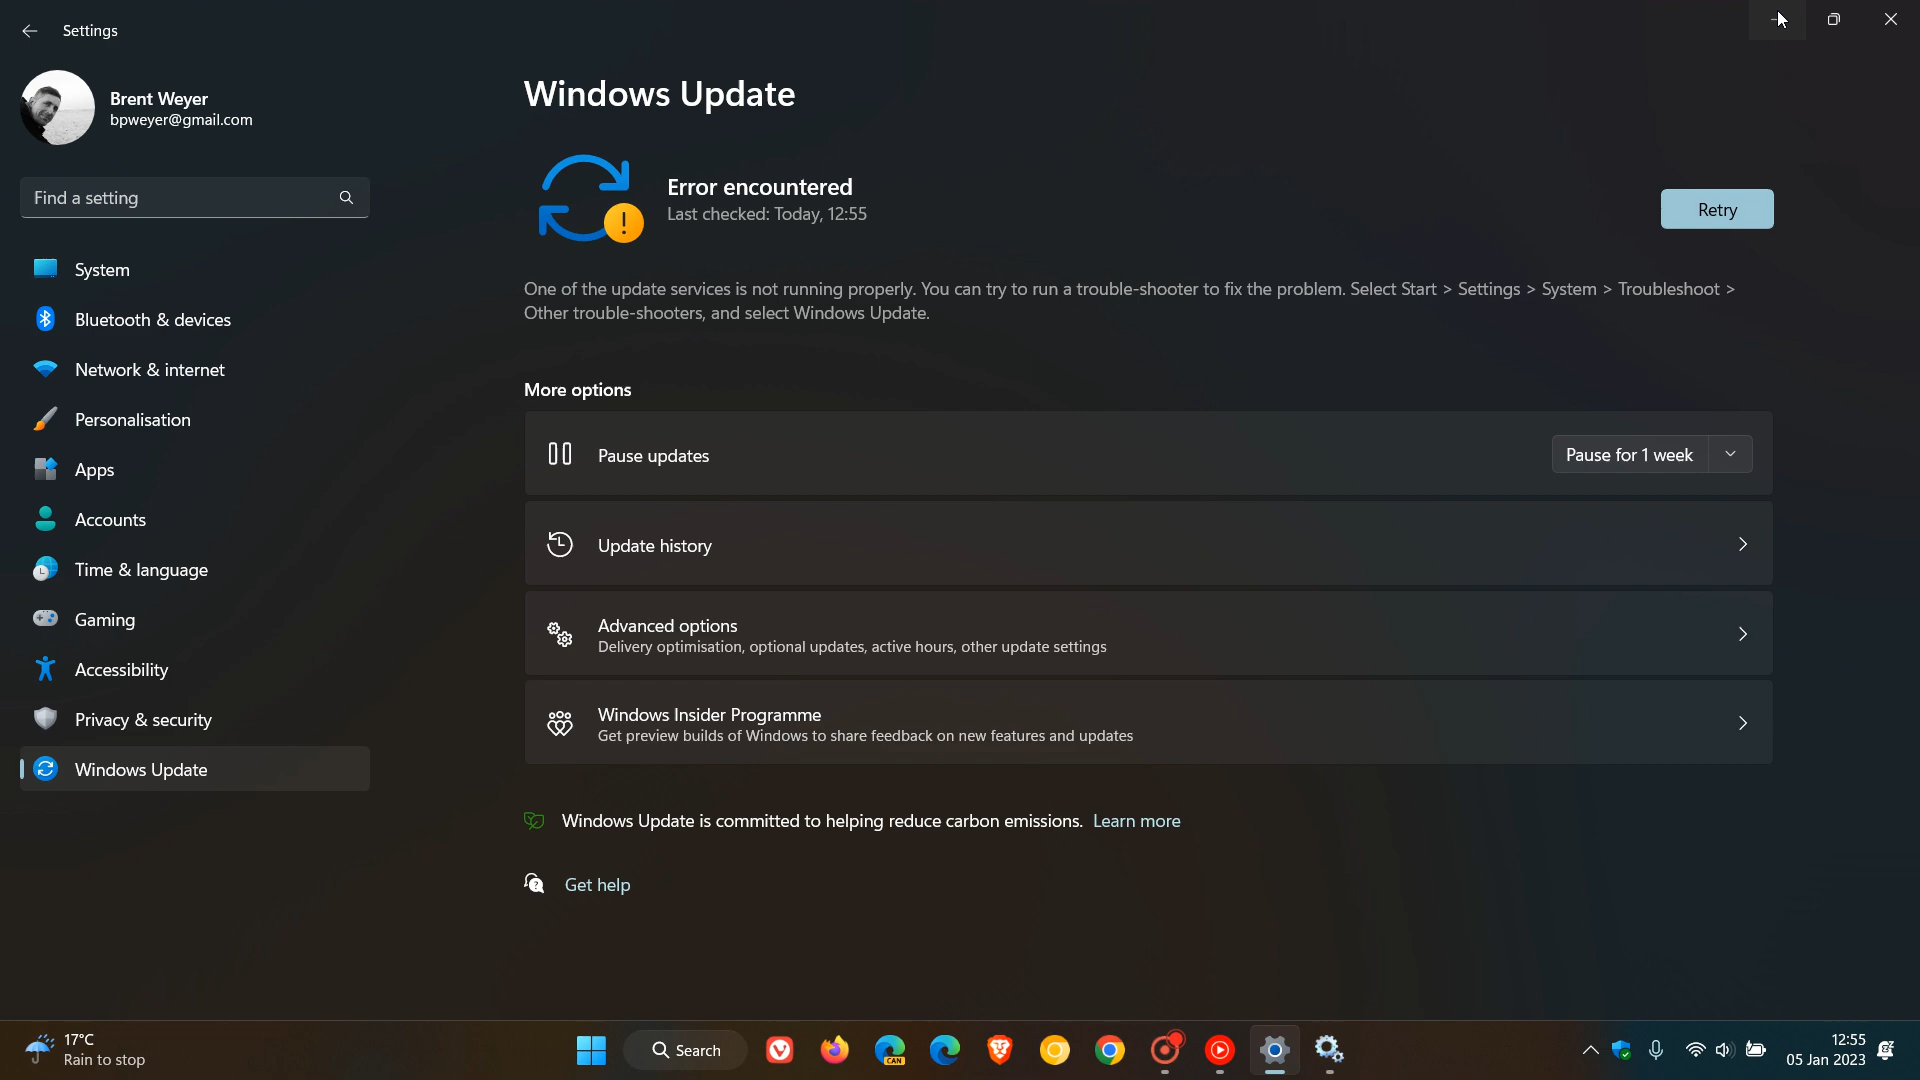 Settings
Brent Weyer
bpweyer@gmail.com
Find a setting
System
Bluetooth & devices
Network & internet
Personalisation
Apps
Accounts
Time & language
Gaming
Accessibility
Privacy & security
Windows Update
Windows Update
Error encountered
Last checked: Today, 12:55
Retry
One of the update services is not running properly. You can try to run a trouble-shooter to fix the problem. Select Start > Settings > System > Troubleshoot >
Other trouble-shooters, and select Windows Update.
More options
Pause updates
Pause for 1 week
Update history
Advanced options
Delivery optimisation, optional updates, active hours, other update settings
Windows Insider Programme
Get preview builds of Windows to share feedback on new features and updates
Windows Update is committed to helping reduce carbon emissions. Learn more
Get help
17°C
Rain to stop
Search
CAN
12:55
05 Jan 2023